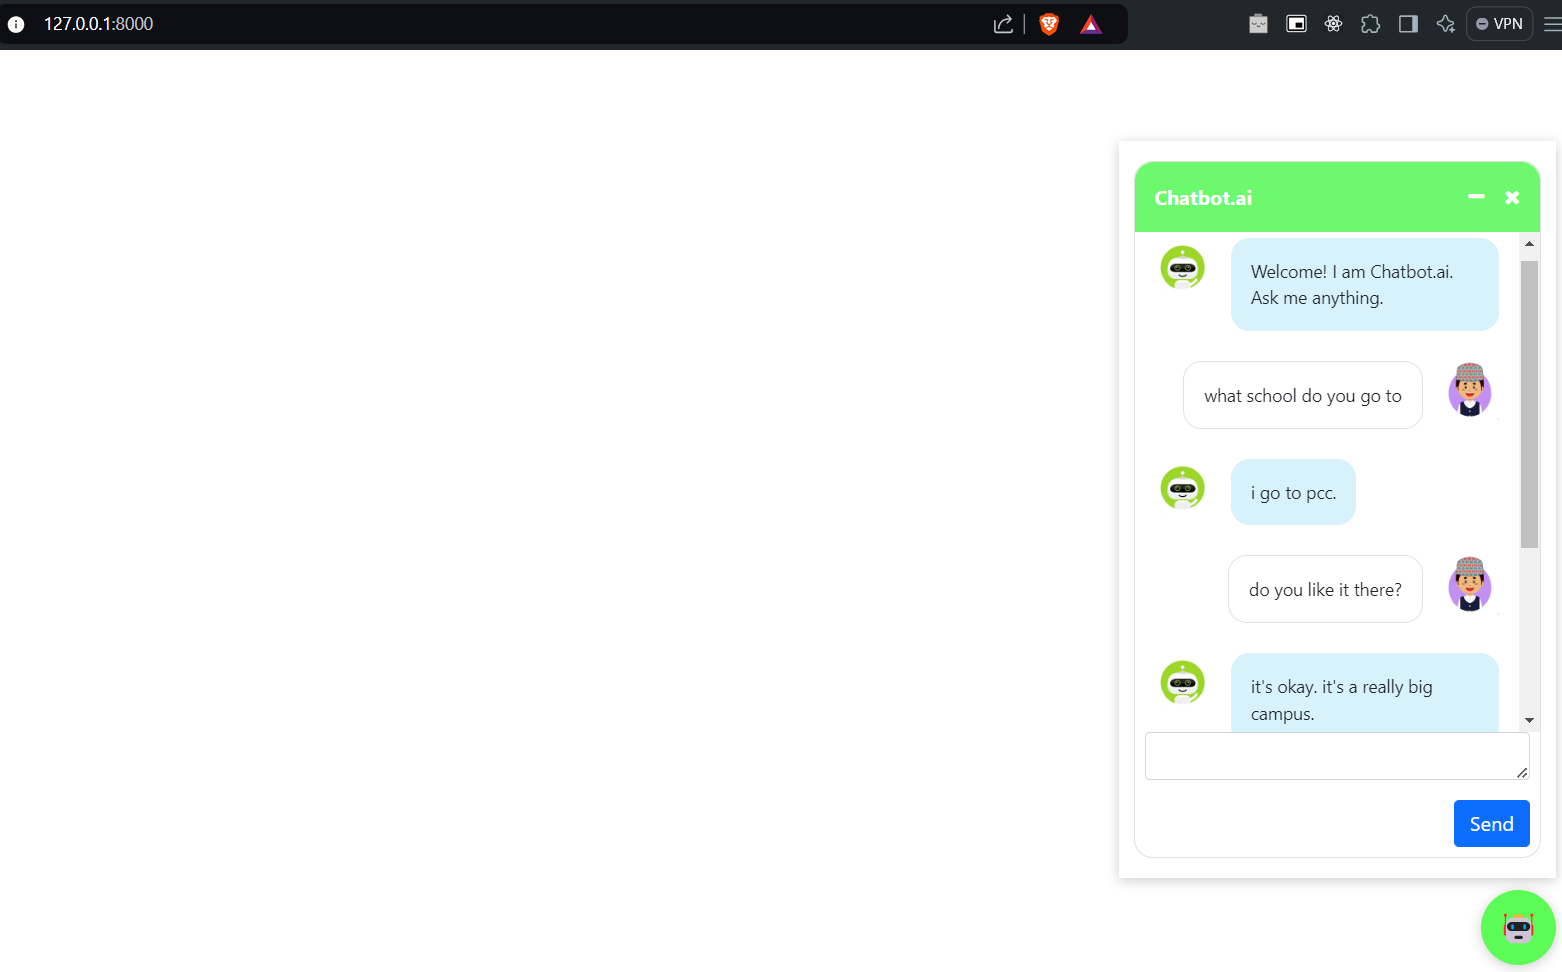 127.0.0.1:8000
VPN
Chatbot.ai
Welcome! I am Chatbot.ai.
Ask me anything.
what school do you go to
i go to pcc.
do you like it there?
it's okay. it's a really big
campus.
Send